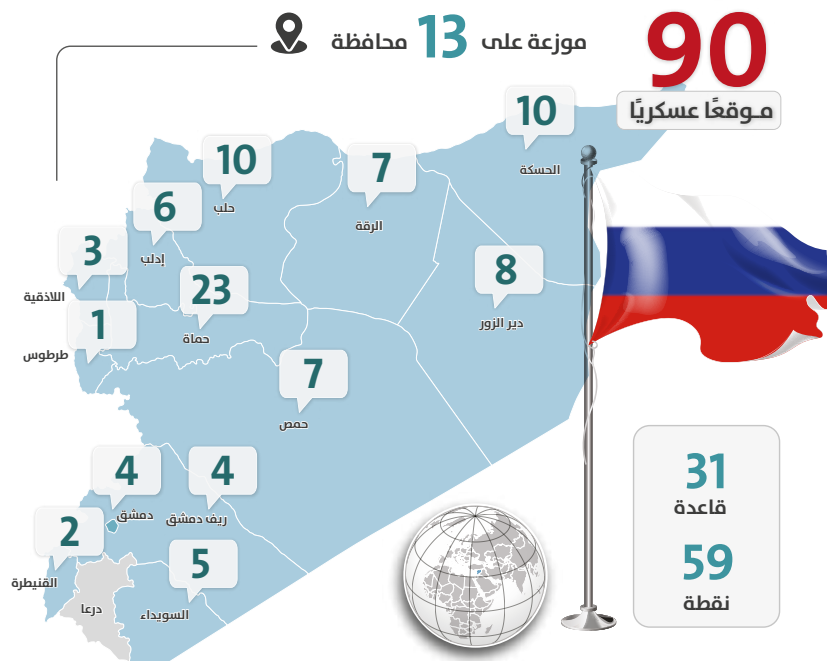 90
موقعًا عسكريًا
موزعة على 13 محافظة
10
الحسكة
10
حلب
7
الرقة
6
إدلب
3
اللاذقية
23
حماة
8
دير الزور
1
طرطوس
7
حمص
4
دمشق
4
ريف دمشق
2
القنيطرة
5
السويداء
درعا
31
قاعدة
59
نقطة